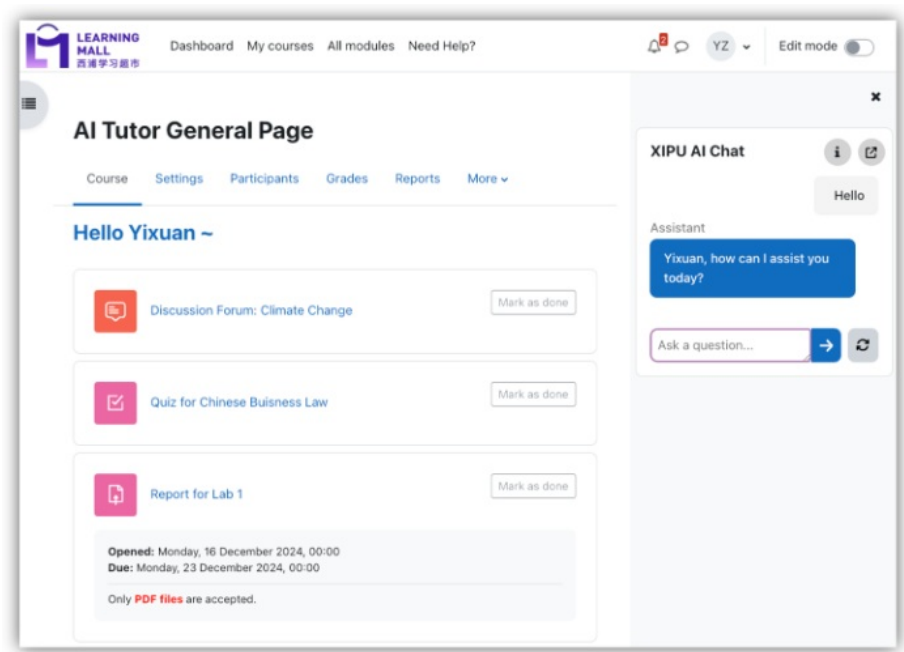 LEARNING
MALL
西浦学习超市
Dashboard My courses All modules Need Help?
2
YZ
Edit mode
AI Tutor General Page
Course Settings Participants Grades Reports More
Hello Yixuan ~
Discussion Forum: Climate Change
Mark as done
Quiz for Chinese Buisness Law
Mark as done
Report for Lab 1
Mark as done
Opened: Monday, 16 December 2024, 00:00
Due: Monday, 23 December 2024, 00:00
Only PDF files are accepted.
XIPU AI Chat
Hello
Assistant
Yixuan, how can I assist you
today?
Ask a question...